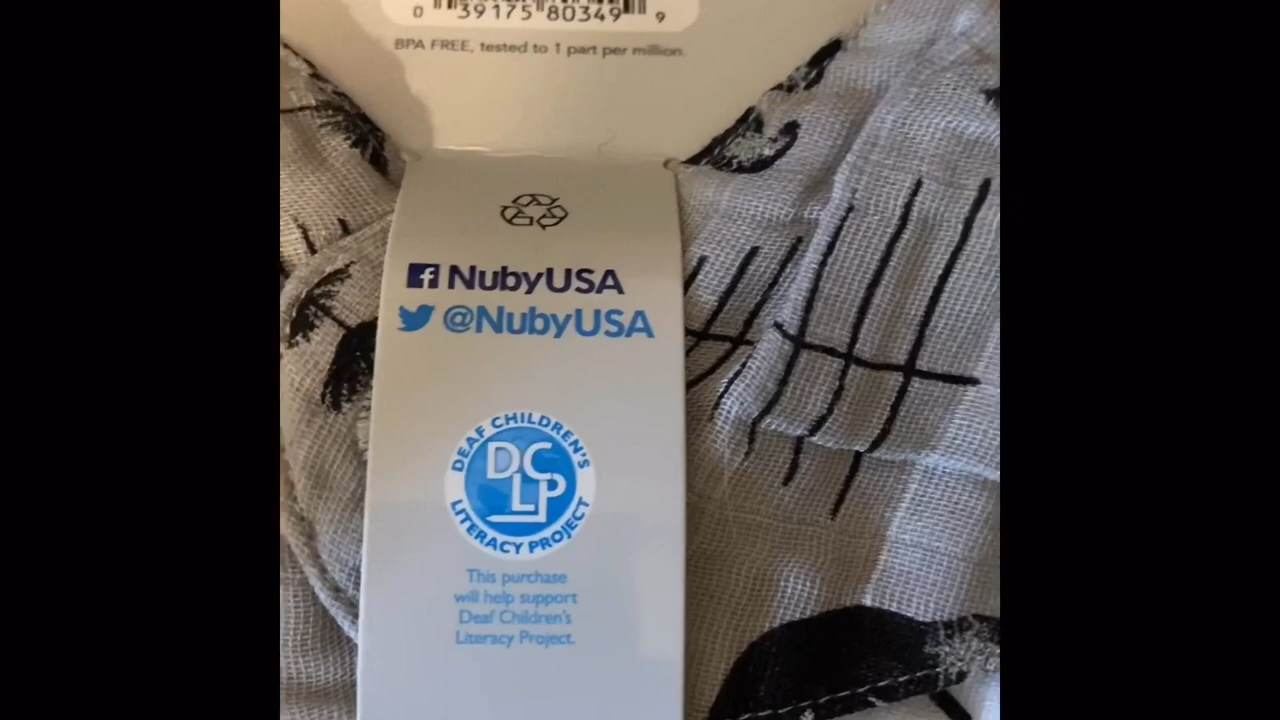 0 39175 80349 9
BPA FREE, tested to 1 part per million.
f NubyUSA
@NubyUSA
DEAF CHILDREN'S
DCLP
LITERACY PROJECT
This purchase
will help support
Deaf Children's
Literacy Project.